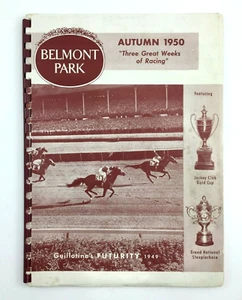 BELMONT
PARK
AUTUMN 1950
"Three Great Weeks
of Racing"
Featuring
Jockey Club
Gold Cup
Grand National
Steeplechase
Guillotine's FUTURITY 1949